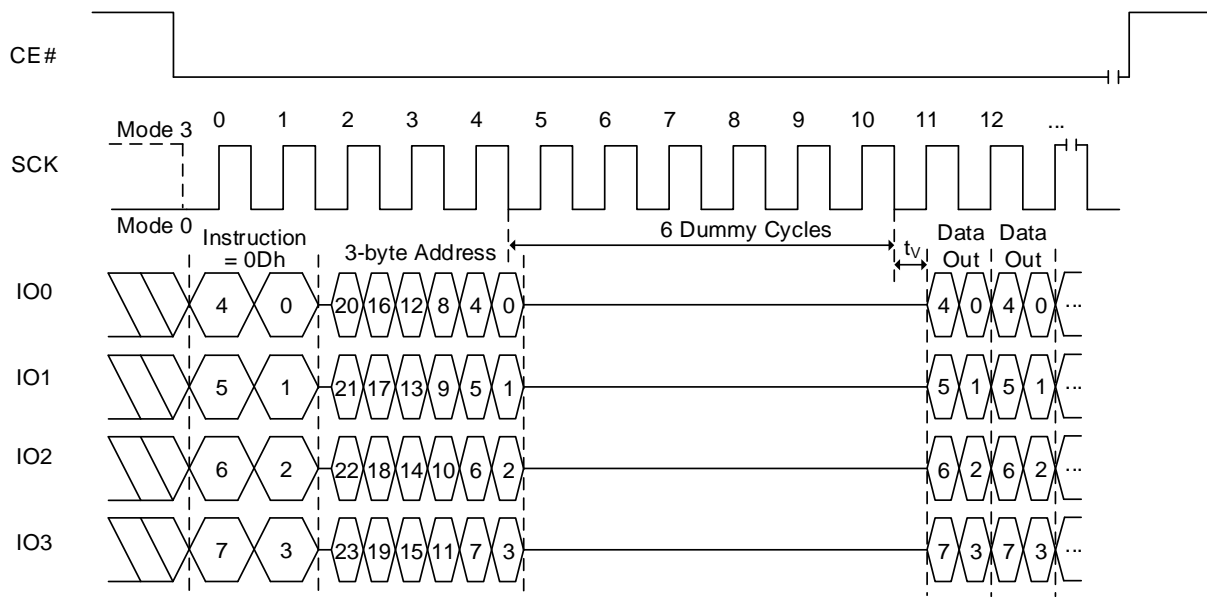 CE#
0 1 2 3 4 5 6 7 8 9 10 11 12 ...
Mode 3
SCK
Mode 0
Instruction
= 0Dh
3-byte Address
6 Dummy Cycles
tV
Data
Out
Data
Out
IO0 4 0 20 16 12 8 4 0 4 0 4 0 ...
IO1 5 1 21 17 13 9 5 1 5 1 5 1 ...
IO2 6 2 22 18 14 10 6 2 6 2 6 2 ...
IO3 7 3 23 19 15 11 7 3 7 3 7 3 ...